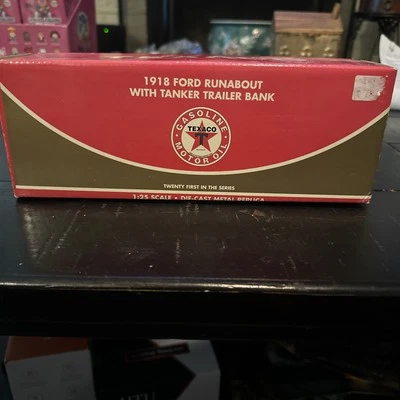 1918 FORD RUNABOUT
WITH TANKER TRAILER BANK
GASOLINE
TEXACO
T
MOTOR OIL
TWENTY FIRST IN THE SERIES
1:25 SCALE • DIE-CAST METAL REPLICA